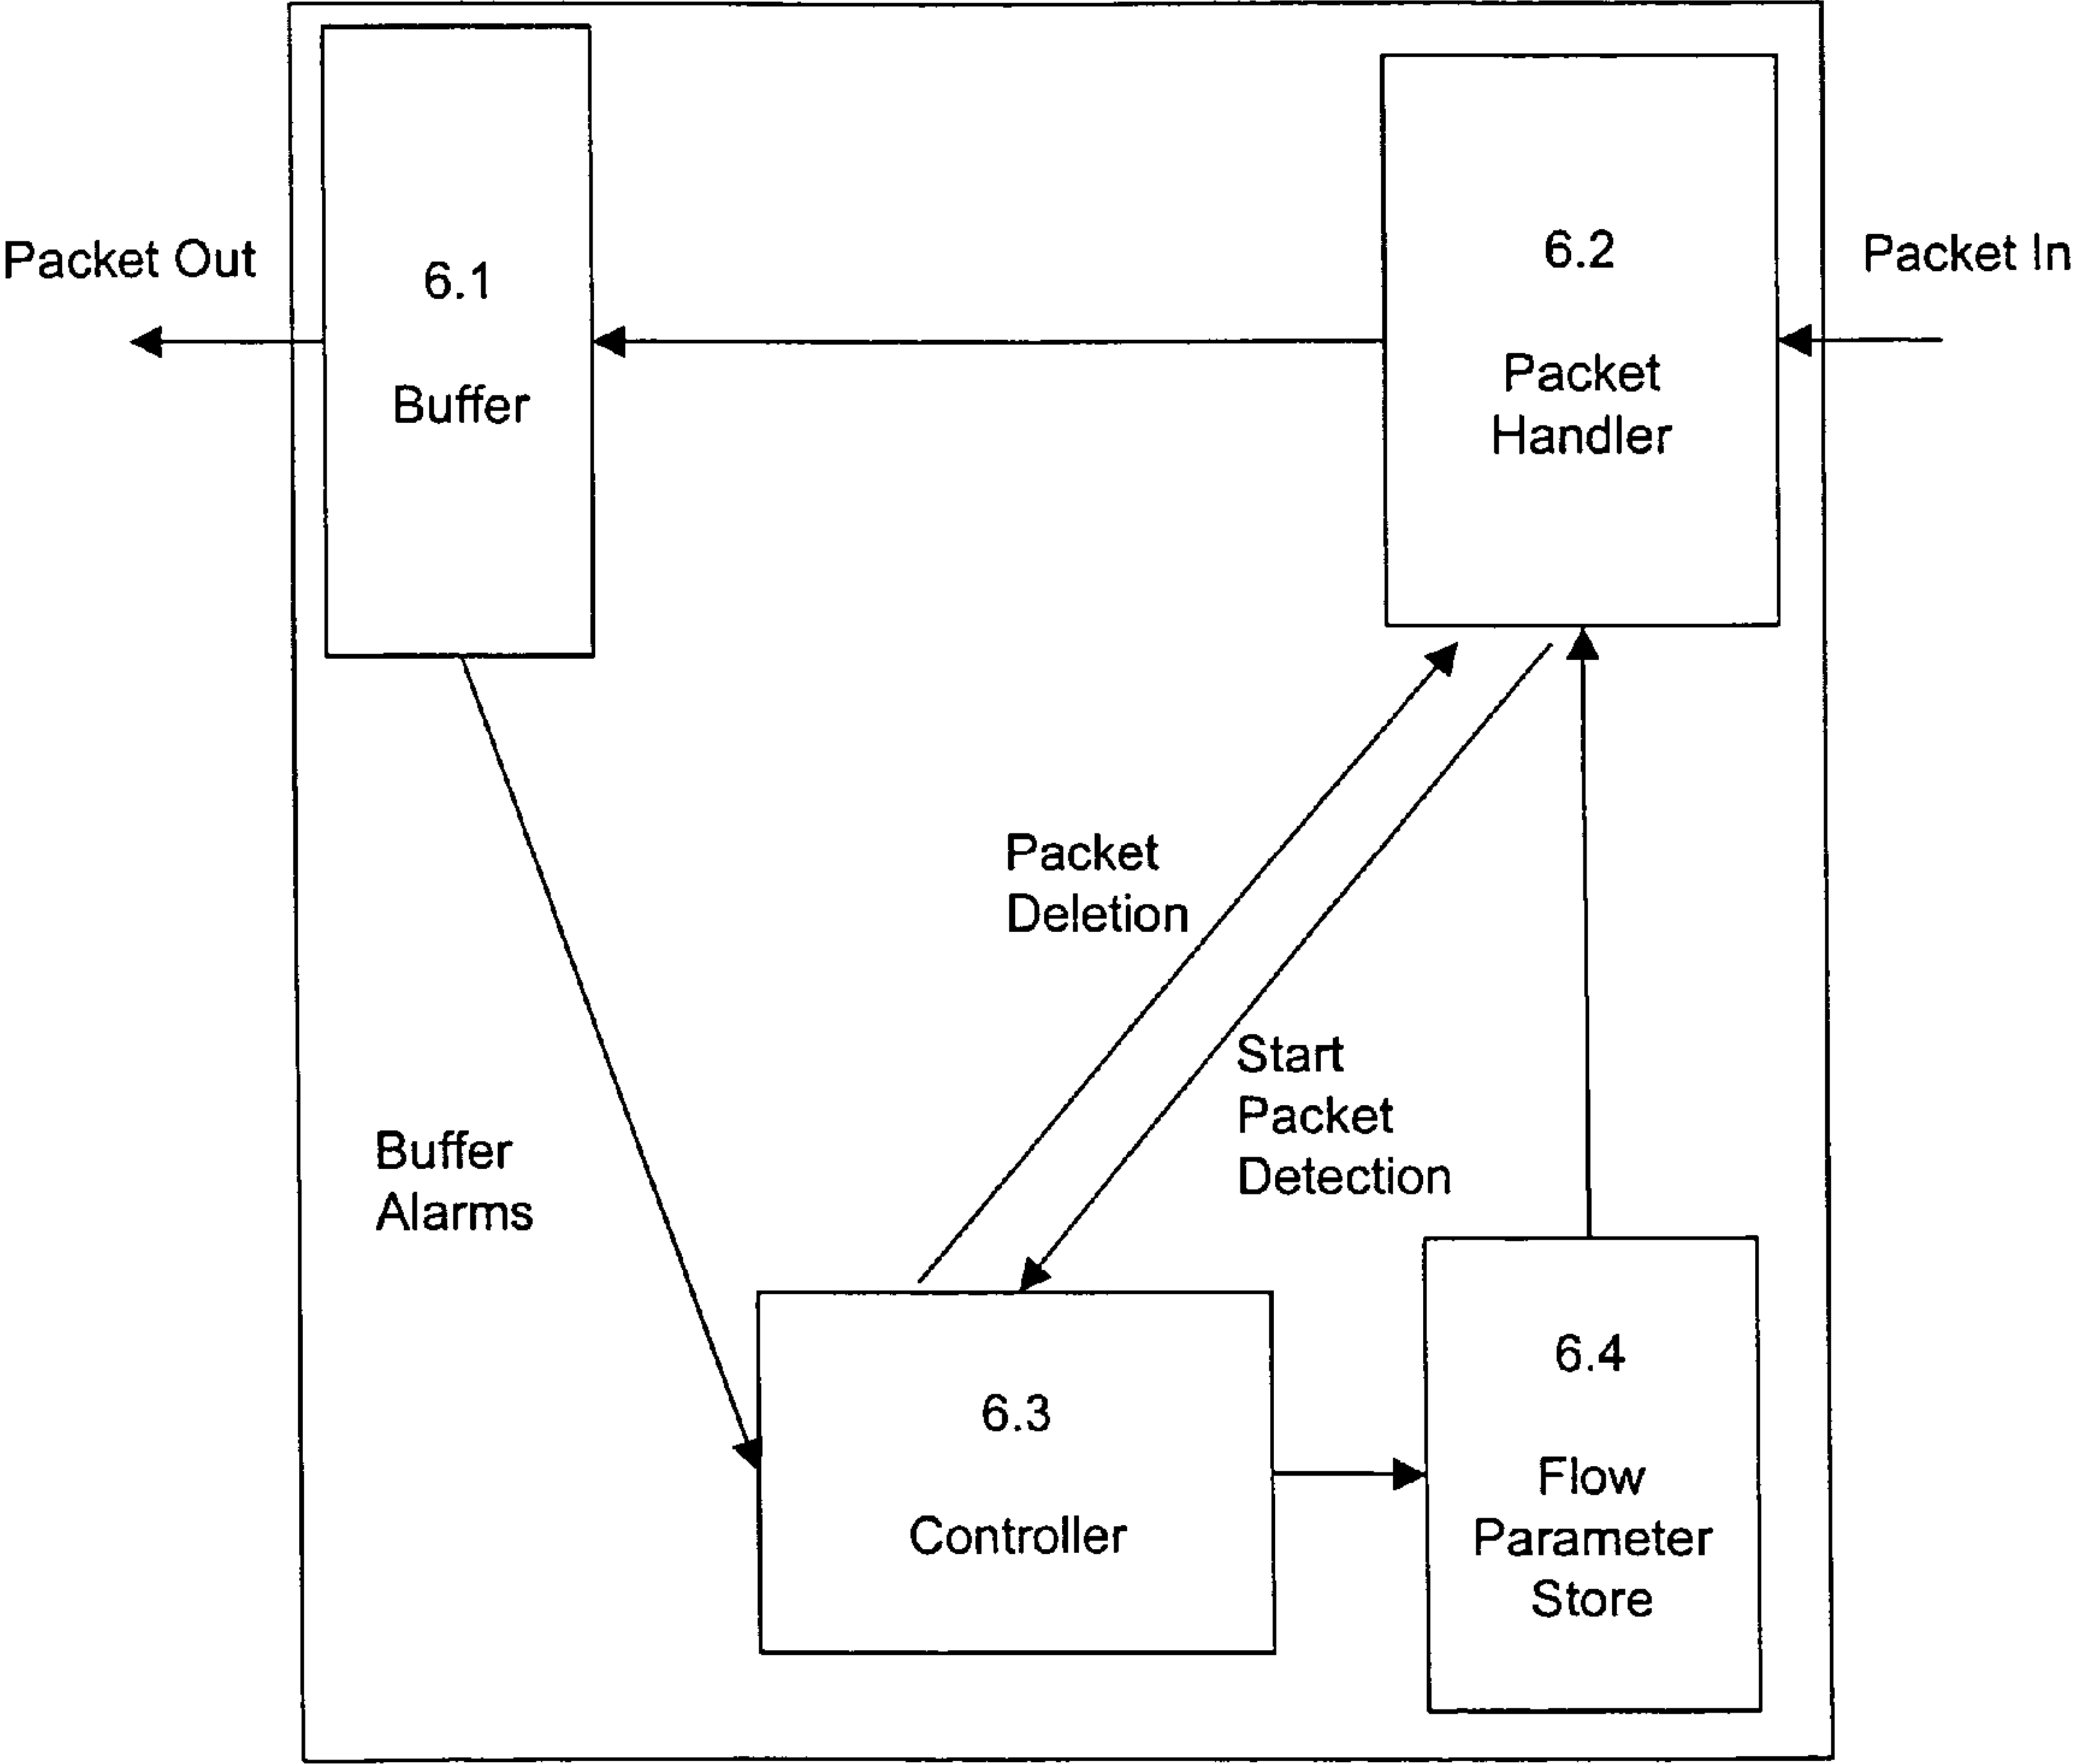 Packet Out
6.1
Buffer
6.2
Packet
Handler
Packet In
Packet
Deletion
Start
Packet
Detection
Buffer
Alarms
6.3
Controller
6.4
Flow
Parameter
Store